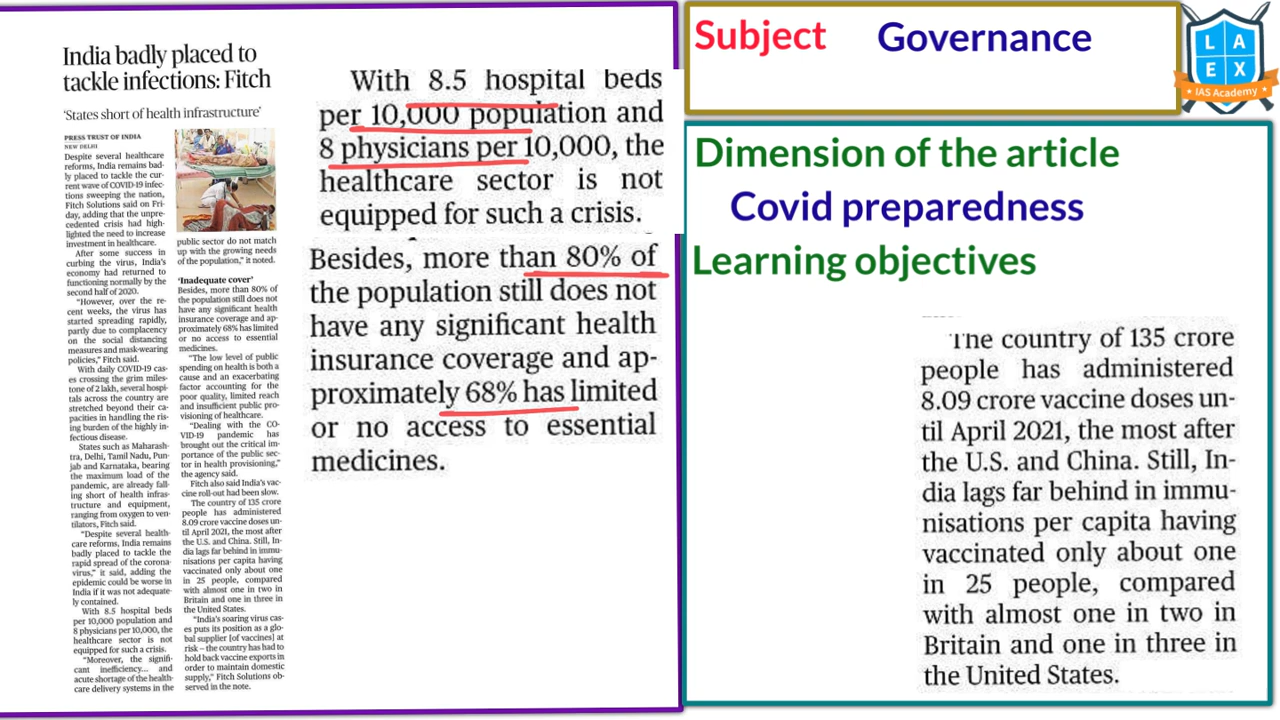 India badly placed to
tackle infections: Fitch
'States short of health infrastructure'
PRESS TRUST OF INDIA
NEW DELHI
Despite several healthcare
reforms, India remains bad-
ly placed to tackle the cur-
rent wave of COVID-19 infec-
tions sweeping the nation,
Fitch Solutions said on Fri-
day, adding that the unpre-
cedented crisis had high-
lighted the need to increase
investment in healthcare.
After some success in
curbing the virus, India's
economy had returned to
functioning normally by the
second half of 2020.
"However, over the re-
cent weeks, the virus has
started spreading rapidly,
partly due to complacency
on the social distancing
measures and mask-wearing
policies," Fitch said.
With daily COVID-19 cas-
es crossing the grim miles-
tone of 2 lakh, several hospi-
tals across the country are
stretched beyond their ca-
pacities in handling the ris-
ing burden of the highly in-
fectious disease.
States such as Maharash-
tra, Delhi, Tamil Nadu, Pun-
jab and Karnataka, bearing
the maximum load of the
pandemic, are already fall-
ing short of health infras-
tructure and equipment,
ranging from oxygen to ven-
tilators, Fitch said.
"Despite several health-
care reforms, India remains
badly placed to tackle the
rapid spread of the corona-
virus," it said, adding the
epidemic could be worse in
India if it was not adequate-
ly contained.
With 8.5 hospital beds
per 10,000 population and
8 physicians per 10,000, the
healthcare sector is not
equipped for such a crisis.
"Moreover, the signifi-
cant inefficiency... and
acute shortage of the health-
care delivery systems in the
public sector do not match
up with the growing needs
of the population," it noted.
'Inadequate cover'
Besides, more than 80% of
the population still does not
have any significant health
insurance coverage and ap-
proximately 68% has limited
or no access to essential
medicines.
"The low level of public
spending on health is both a
cause and an exacerbating
factor accounting for the
poor quality, limited reach
and insufficient public pro-
visioning of healthcare.
"Dealing with the CO-
VID-19 pandemic has
brought out the critical im-
portance of the public sec-
tor in health provisioning,"
the agency said.
Fitch also said India's vac-
cine roll-out had been slow.
The country of 135 crore
people has administered
8.09 crore vaccine doses un-
til April 2021, the most after
the U.S. and China. Still, In-
dia lags far behind in immu-
nisations per capita having
vaccinated only about one
in 25 people, compared
with almost one in two in
Britain and one in three in
the United States.
"India's soaring virus cas-
es puts its position as a glo-
bal supplier [of vaccines] at
risk – the country has had to
hold back vaccine exports in
order to maintain domestic
supply," Fitch Solutions ob-
served in the note.
With 8.5 hospital beds
per 10,000 population and
8 physicians per 10,000, the
healthcare sector is not
equipped for such a crisis.
Besides, more than 80% of
the population still does not
have any significant health
insurance coverage and ap-
proximately 68% has limited
or no access to essential
medicines.
Subject Governance
L A
E X
IAS Academy
Dimension of the article
Covid preparedness
Learning objectives
The country of 135 crore
people has administered
8.09 crore vaccine doses un-
til April 2021, the most after
the U.S. and China. Still, In-
dia lags far behind in immu-
nisations per capita having
vaccinated only about one
in 25 people, compared
with almost one in two in
Britain and one in three in
the United States.